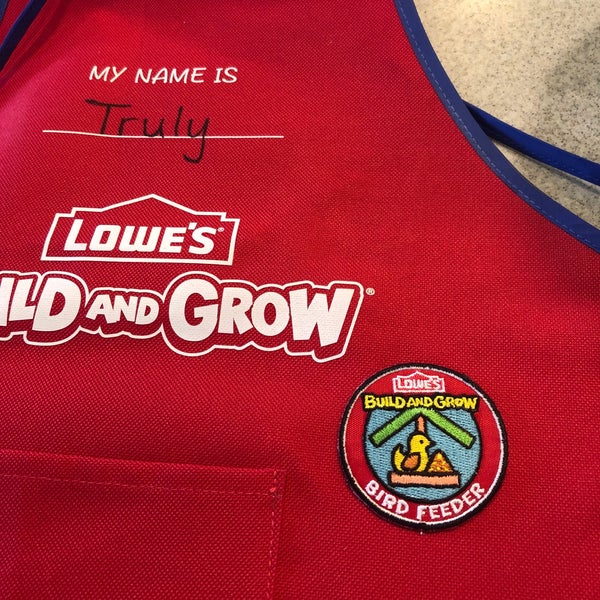 MY NAME IS
Truly
LOWE'S
ILD AND GROW®
LOWE'S
BUILD AND GROW
BIRD FEEDER